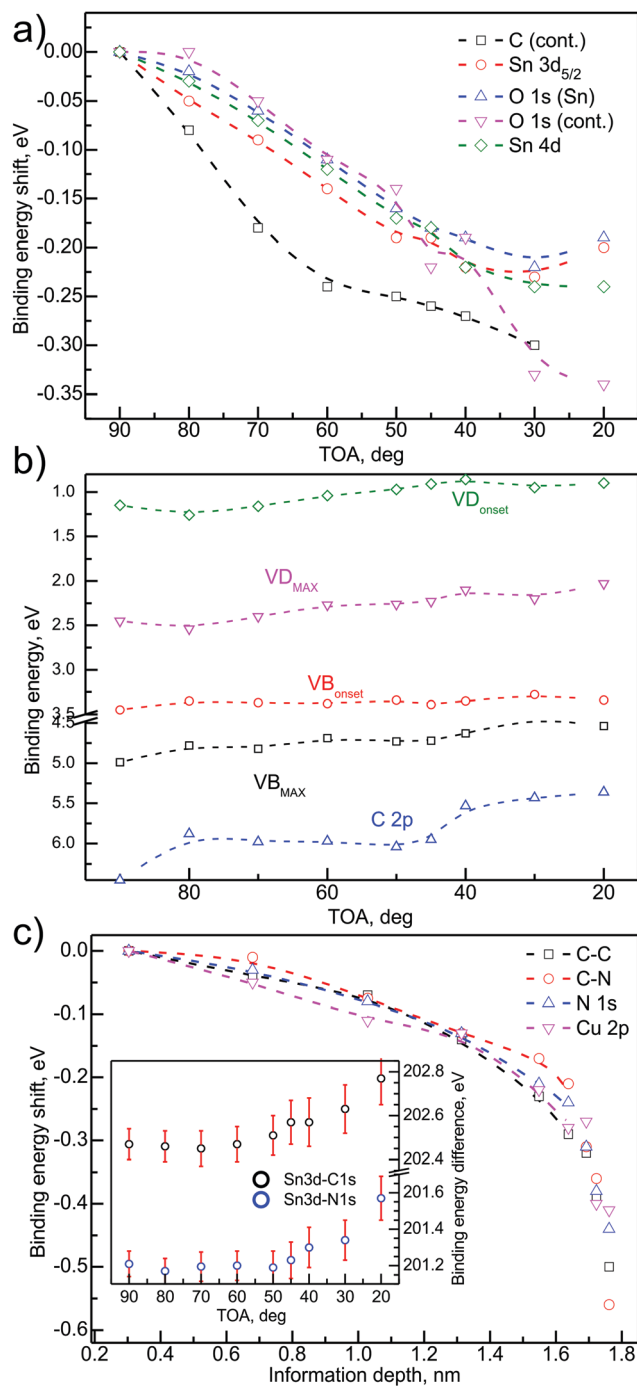 a)
0.00
-0.05
-0.10
-0.15
-0.20
-0.25
-0.30
-0.35
Binding energy shift, eV
C (cont.)
Sn 3d5/2
O 1s (Sn)
O 1s (cont.)
Sn 4d
90 80 70 60 50 40 30 20
TOA, deg
b)
1.0
1.5
2.0
2.5
3.0
3.5
4.5
5.0
5.5
6.0
Binding energy, eV
VDonset
VDMAX
VBonset
VBMAX
C 2p
80 70 60 50 40 30 20
TOA, deg
c)
0.0
-0.1
-0.2
-0.3
-0.4
-0.5
-0.6
Binding energy shift, eV
C-C
C-N
N 1s
Cu 2p
202.8
202.6
202.4
201.6
201.4
201.2
Binding energy difference, eV
Sn3d-C1s
Sn3d-N1s
90 80 70 60 50 40 30 20
TOA, deg
0.2 0.4 0.6 0.8 1.0 1.2 1.4 1.6 1.8
Information depth, nm